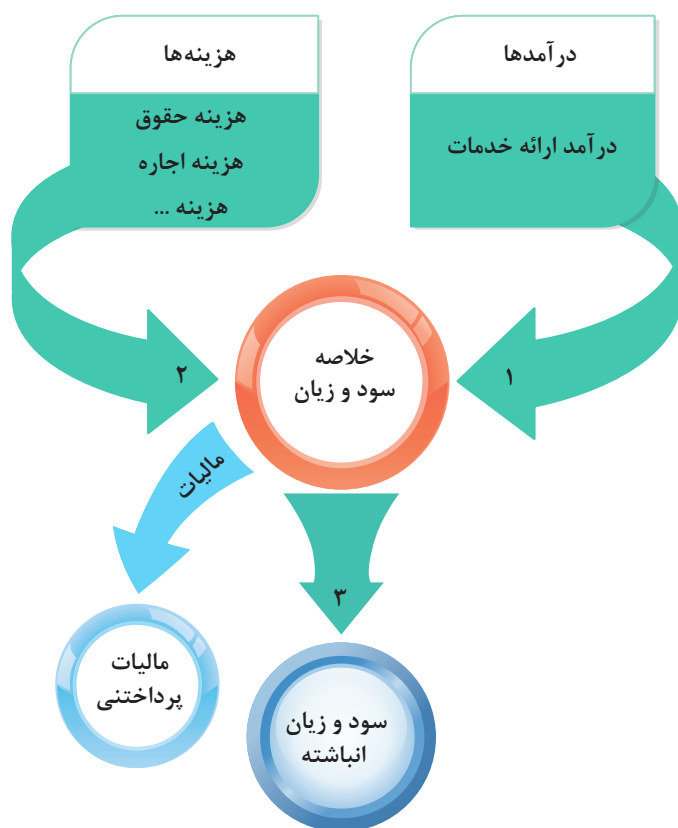 درآمدها
درآمد ارائه خدمات
هزینه‌ها
هزینه حقوق
هزینه اجاره
هزینه ...
۱
۲
خلاصه
سود و زیان
مالیات
۳
مالیات
پرداختنی
سود و زیان
انباشته